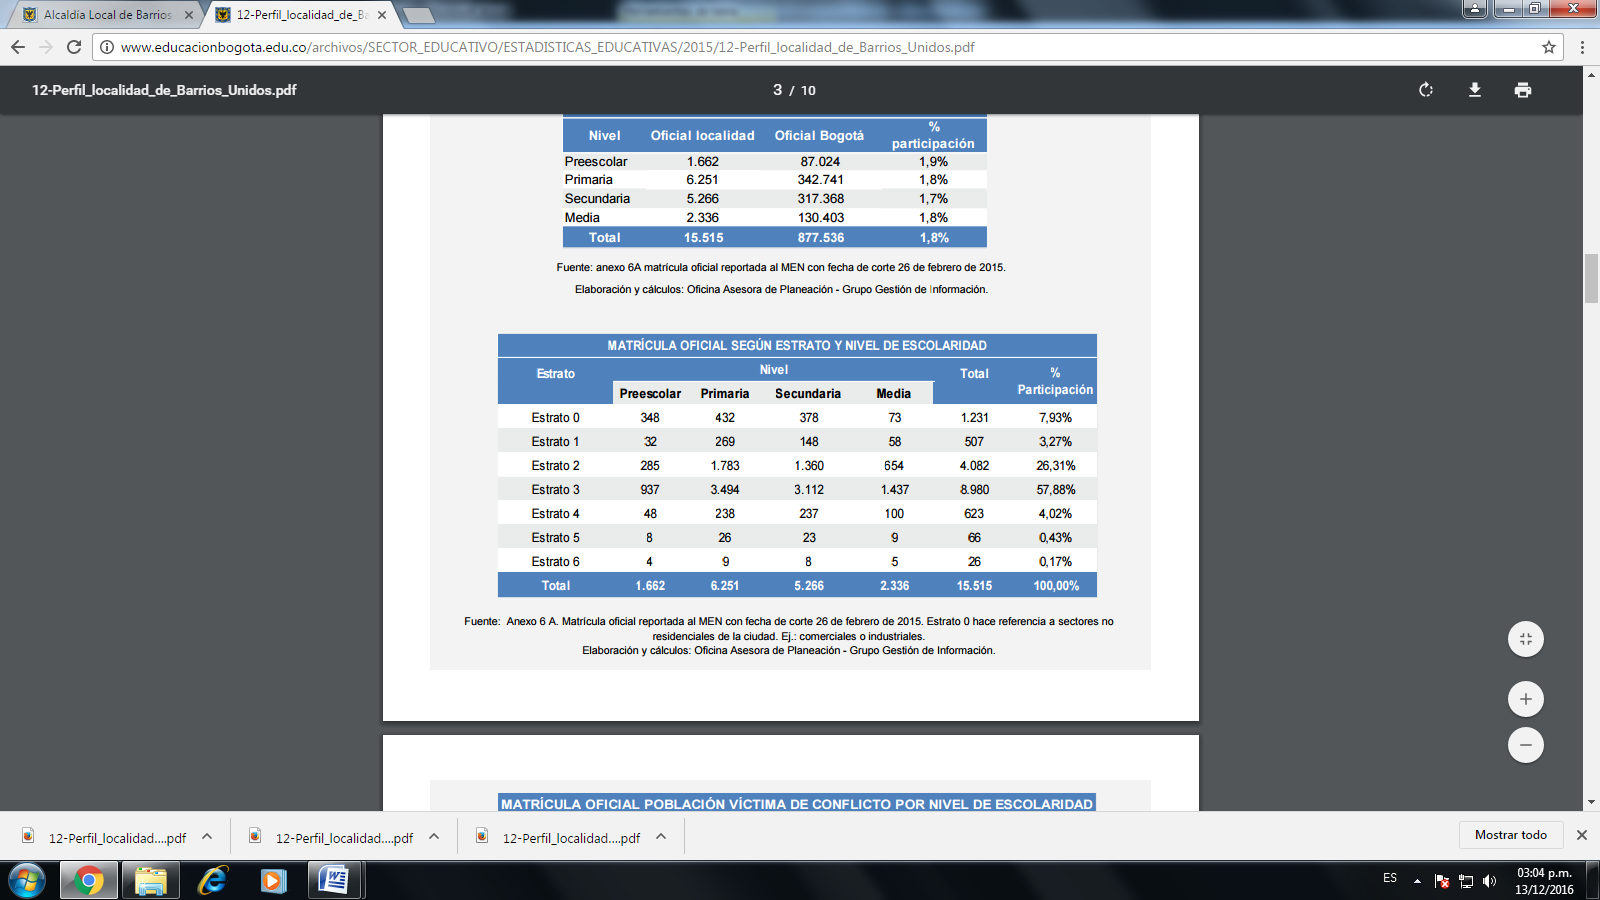 Alcaldía Local de Barrios
12-Perfil_localidad_de_Ba
www.educacionbogota.edu.co/archivos/SECTOR_EDUCATIVO/ESTADISTICAS_EDUCATIVAS/2015/12-Perfil_localidad_de_Barrios_Unidos.pdf
12-Perfil_localidad_de_Barrios_Unidos.pdf 3 / 10
Nivel Oficial localidad Oficial Bogotá % participación
Preescolar 1.662 87.024 1,9%
Primaria 6.251 342.741 1,8%
Secundaria 5.266 317.368 1,7%
Media 2.336 130.403 1,8%
Total 15.515 877.536 1,8%
Fuente: anexo 6A matrícula oficial reportada al MEN con fecha de corte 26 de febrero de 2015.
Elaboración y cálculos: Oficina Asesora de Planeación - Grupo Gestión de Información.
MATRÍCULA OFICIAL SEGÚN ESTRATO Y NIVEL DE ESCOLARIDAD
Estrato Nivel Total % Participación
Preescolar Primaria Secundaria Media
Estrato 0 348 432 378 73 1.231 7,93%
Estrato 1 32 269 148 58 507 3,27%
Estrato 2 285 1.783 1.360 654 4.082 26,31%
Estrato 3 937 3.494 3.112 1.437 8.980 57,88%
Estrato 4 48 238 237 100 623 4,02%
Estrato 5 8 26 23 9 66 0,43%
Estrato 6 4 9 8 5 26 0,17%
Total 1.662 6.251 5.266 2.336 15.515 100,00%
Fuente: Anexo 6 A. Matrícula oficial reportada al MEN con fecha de corte 26 de febrero de 2015. Estrato 0 hace referencia a sectores no
residenciales de la ciudad. Ej.: comerciales o industriales.
Elaboración y cálculos: Oficina Asesora de Planeación - Grupo Gestión de Información.
MATRÍCULA OFICIAL POBLACIÓN VÍCTIMA DE CONFLICTO POR NIVEL DE ESCOLARIDAD
12-Perfil_localidad....pdf 12-Perfil_localidad....pdf 12-Perfil_localidad....pdf Mostrar todo
ES 03:04 p.m.
13/12/2016